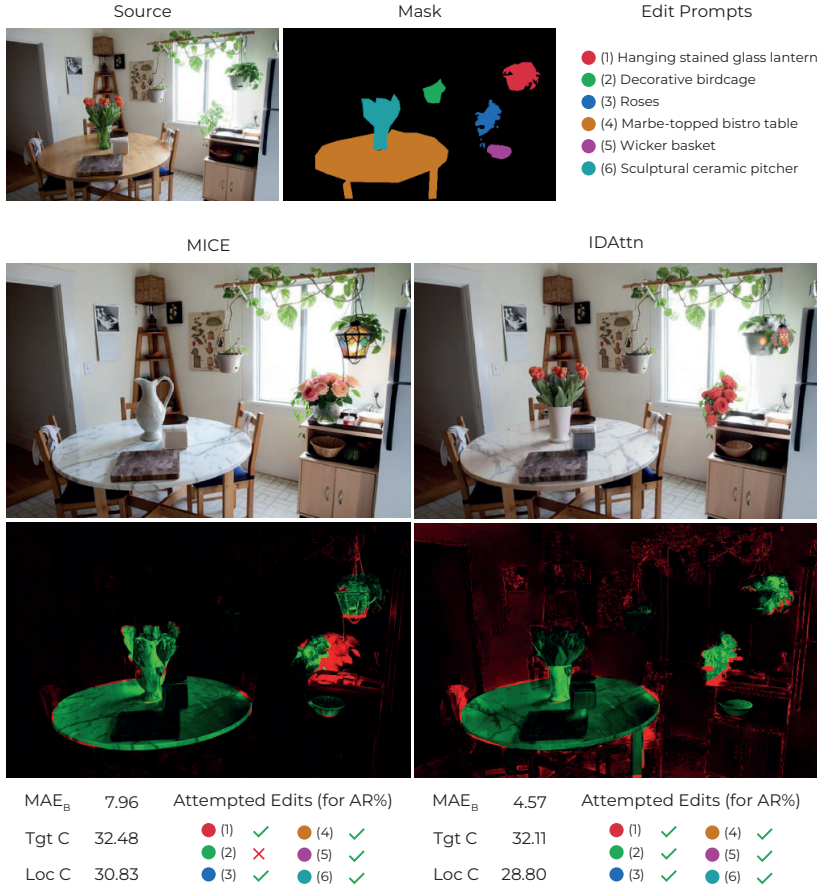 Source
Mask
Edit Prompts
(1) Hanging stained glass lantern
(2) Decorative birdcage
(3) Roses
(4) Marbe-topped bistro table
(5) Wicker basket
(6) Sculptural ceramic pitcher
MICE
IDAttn
MAE_B 7.96
Attempted Edits (for AR%)
Tgt C 32.48
(1) ✓ (4) ✓
(2) ✗ (5) ✓
Loc C 30.83
(3) ✓ (6) ✓
MAE_B 4.57
Attempted Edits (for AR%)
Tgt C 32.11
(1) ✓ (4) ✓
(2) ✓ (5) ✓
Loc C 28.80
(3) ✓ (6) ✓